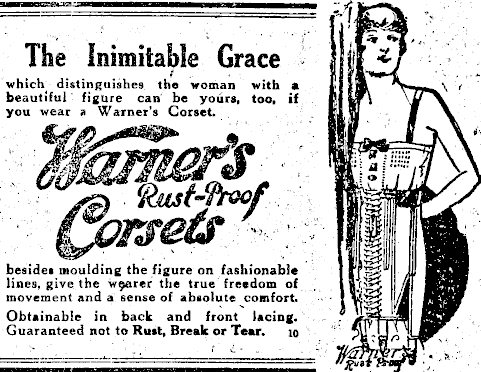 The Inimitable Grace
which distinguishes the woman with a
beautiful figure can be yours, too, if
you wear a Warner's Corset.
Warner's
Rust-Proof
Corsets
besides moulding the figure on fashionable
lines, give the wearer the true freedom of
movement and a sense of absolute comfort.
Obtainable in back and front lacing.
Guaranteed not to Rust, Break or Tear. 10
Warner's
Rust Proof